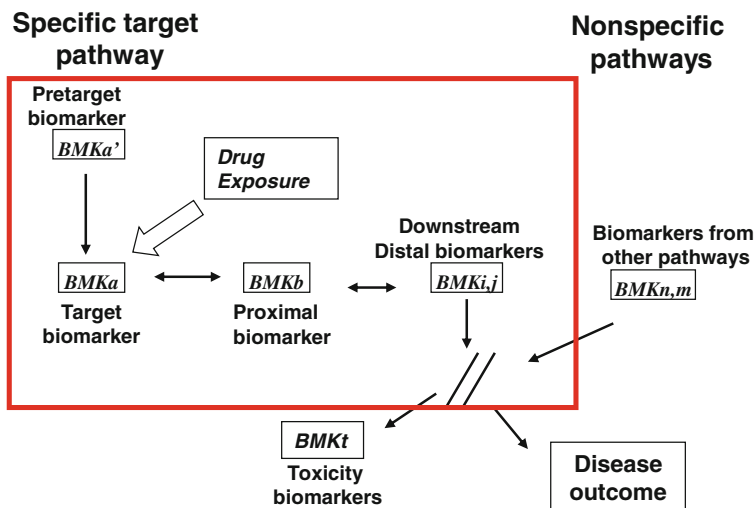 Specific target
pathway
Nonspecific
pathways
Pretarget
biomarker
BMKa’
Drug
Exposure
Downstream
Distal biomarkers
Biomarkers from
other pathways
BMKa
BMKb
BMKi,j
BMKn,m
Target
biomarker
Proximal
biomarker
BMKt
Toxicity
biomarkers
Disease
outcome